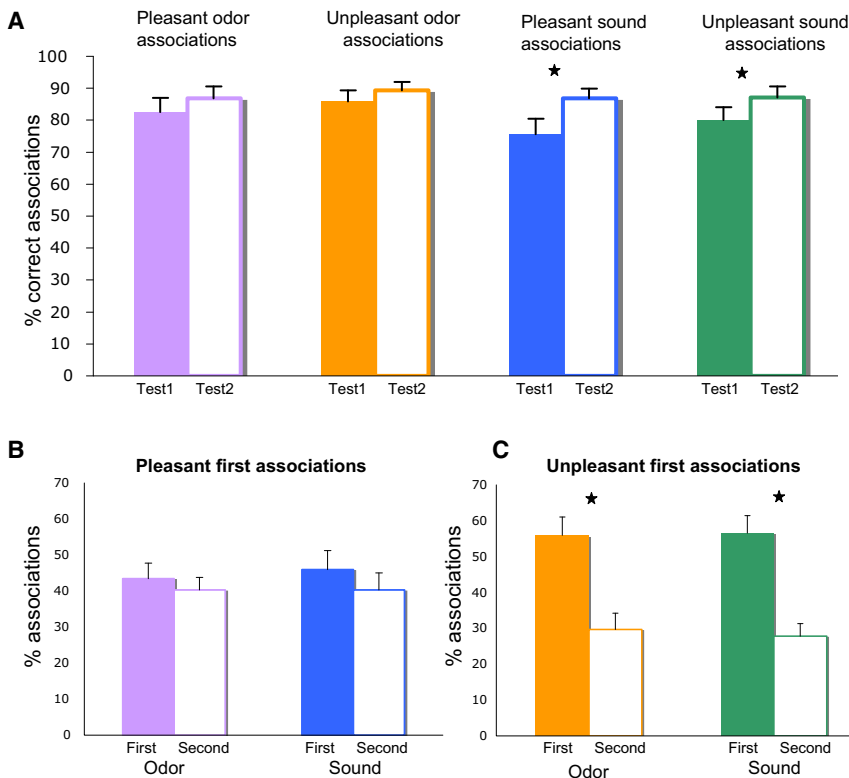 A
Pleasant odor
associations
Unpleasant odor
associations
Pleasant sound
associations
Unpleasant sound
associations
% correct associations
100
90
80
70
60
50
40
30
20
10
0
Test1 Test2
Test1 Test2
Test1 Test2
Test1 Test2
B
Pleasant first associations
% associations
70
60
50
40
30
20
10
0
First Second
First Second
Odor
Sound
C
Unpleasant first associations
% associations
70
60
50
40
30
20
10
0
First Second
First Second
Odor
Sound